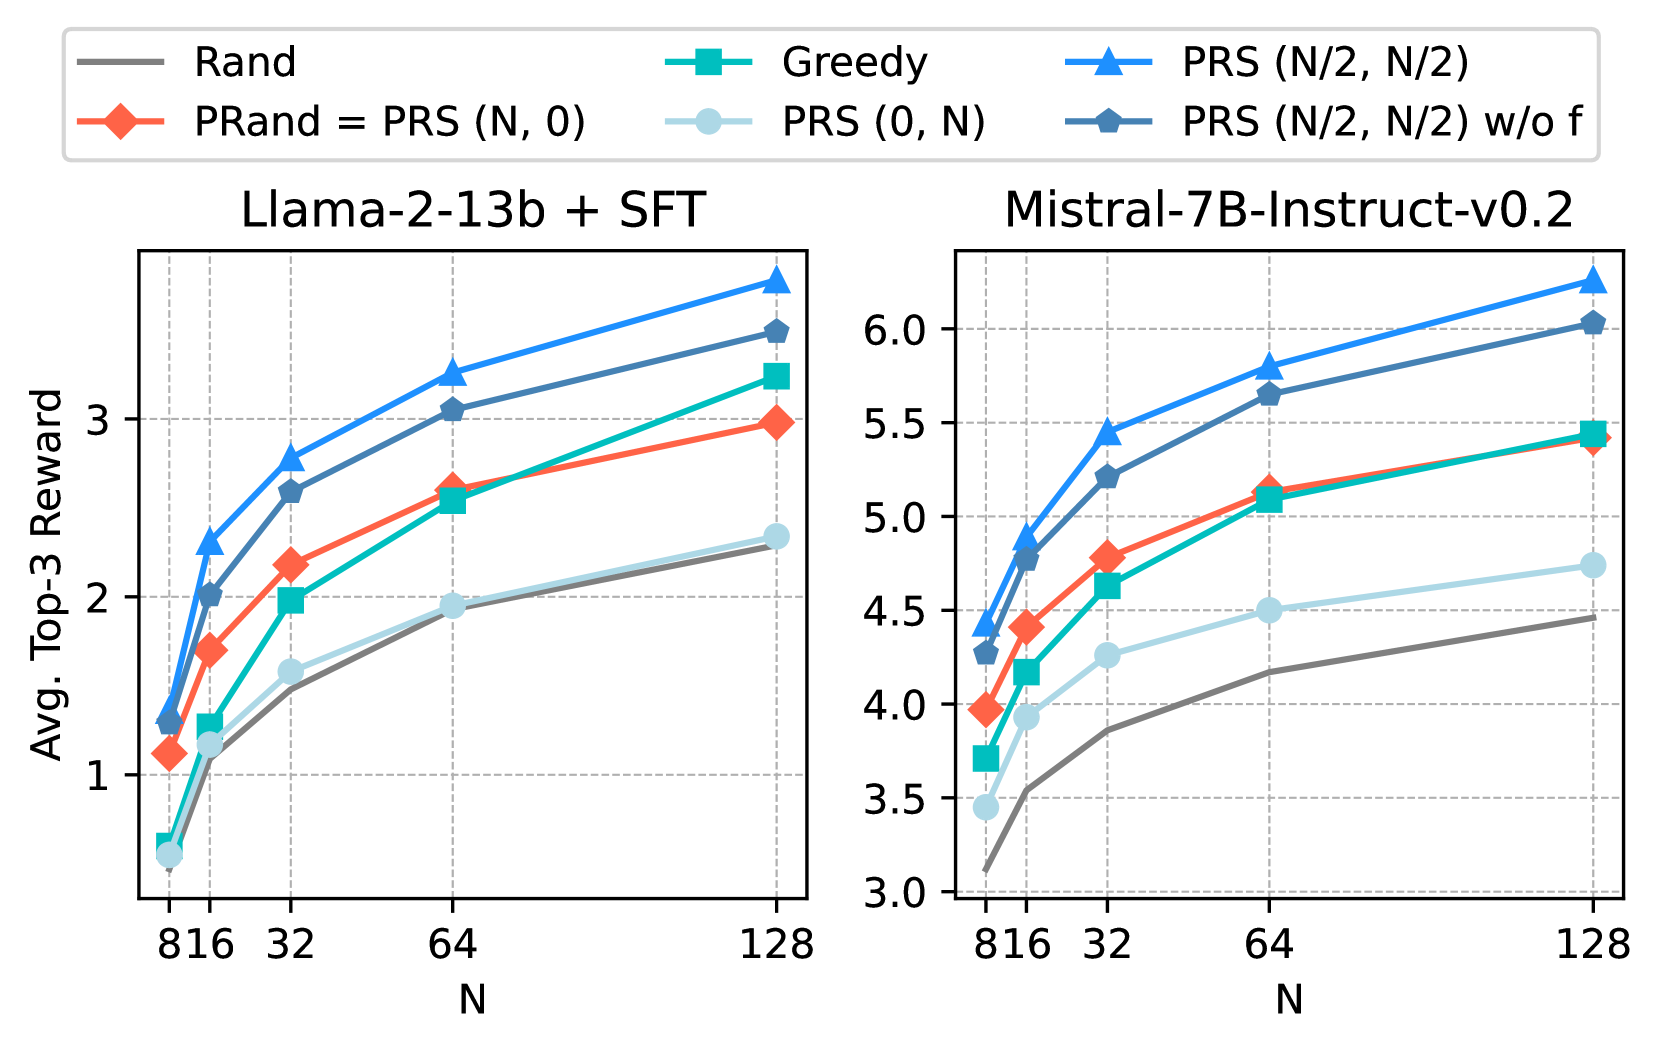 Rand Greedy PRS (N/2, N/2)
PRand = PRS (N, 0) PRS (0, N) PRS (N/2, N/2) w/o f
Llama-2-13b + SFT
Avg. Top-3 Reward
3
2
1
8 16 32 64 128
N
Mistral-7B-Instruct-v0.2
6.0
5.5
5.0
4.5
4.0
3.5
3.0
8 16 32 64 128
N